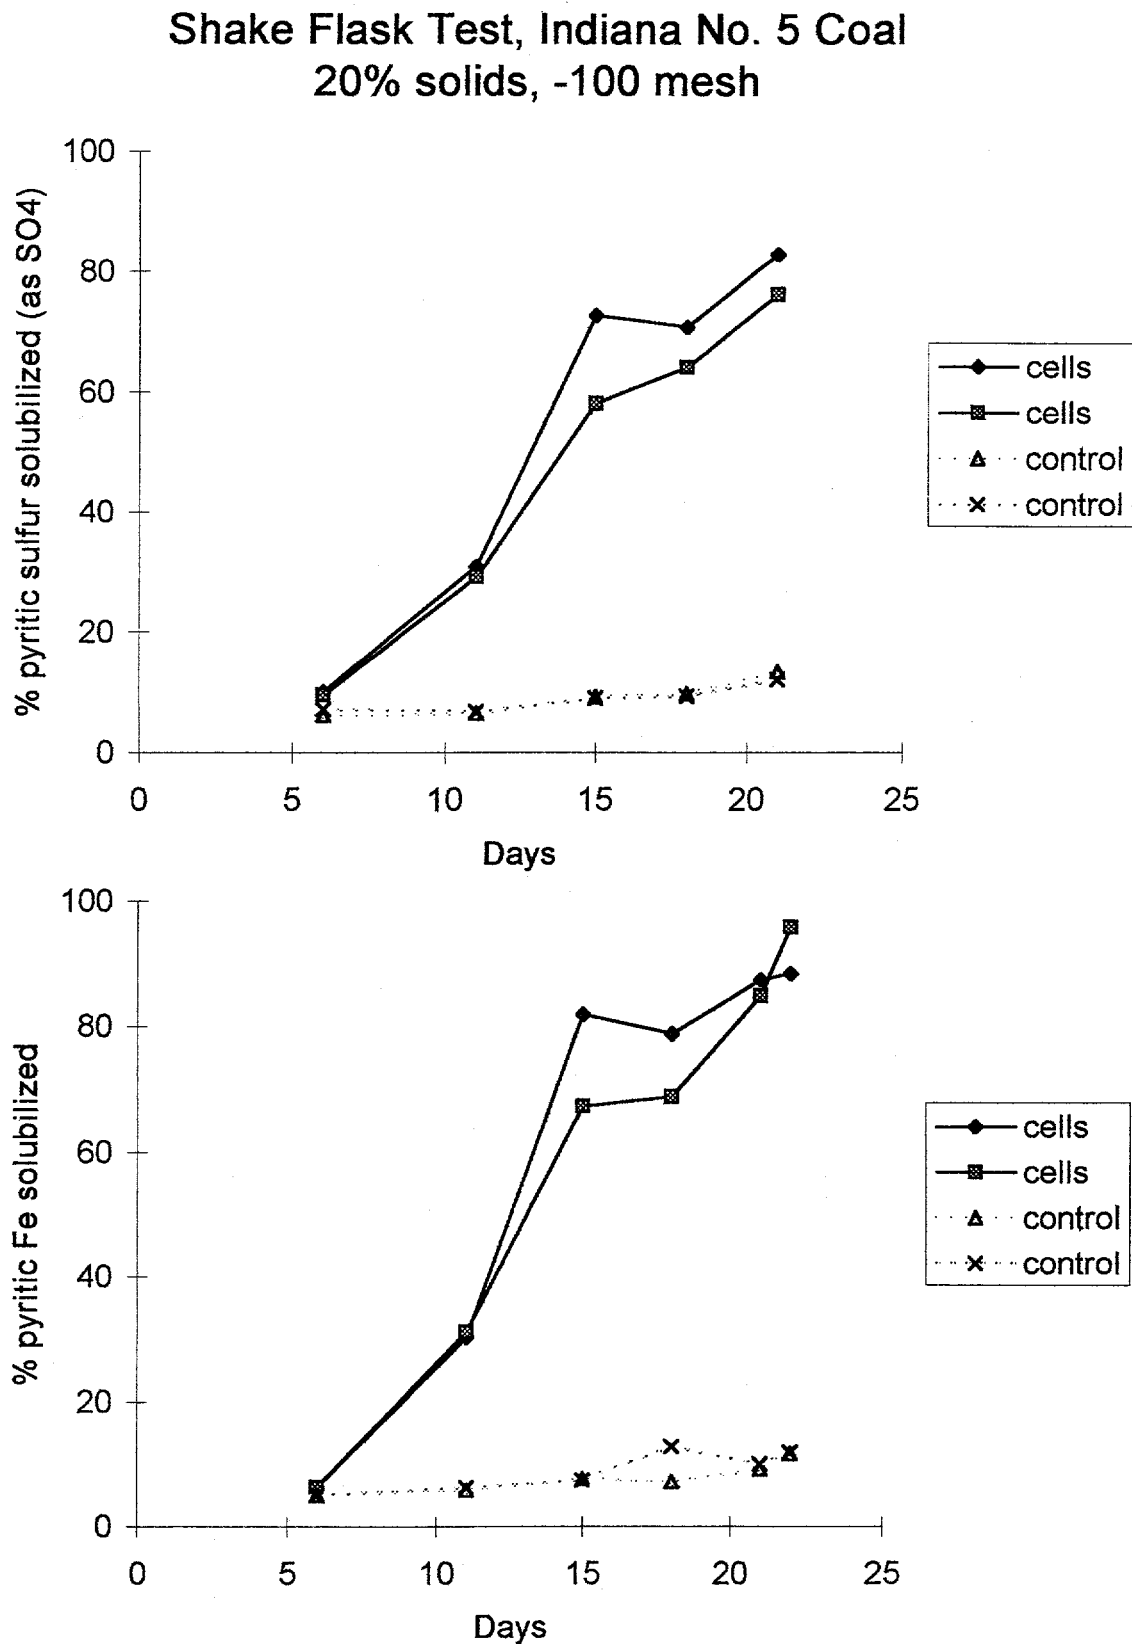 Shake Flask Test, Indiana No. 5 Coal
20% solids, -100 mesh
% pyritic sulfur solubilized (as SO4)
100
80
60
40
20
0
0 5 10 15 20 25
Days
cells
cells
control
control
% pyritic Fe solubilized
100
80
60
40
20
0
0 5 10 15 20 25
Days
cells
cells
control
control